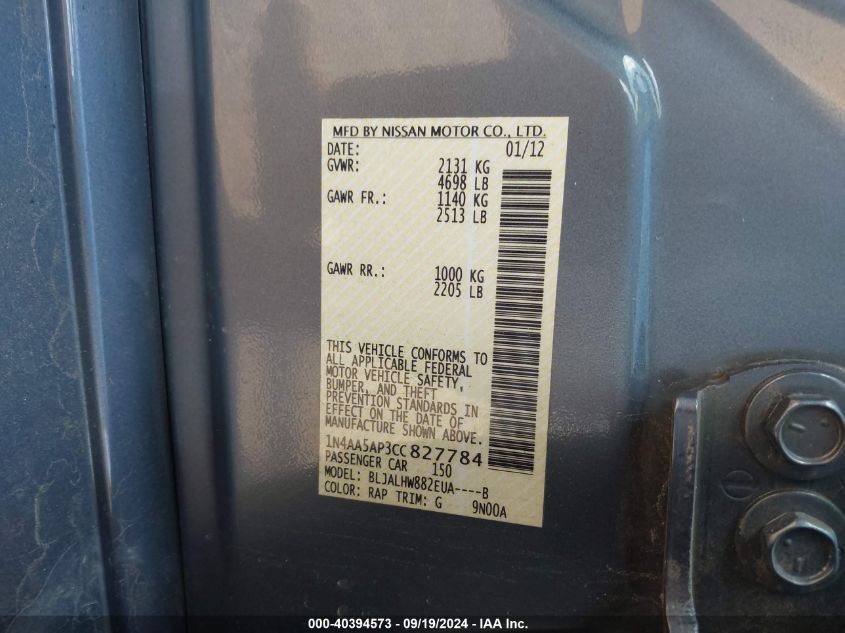 MFD BY NISSAN MOTOR CO., LTD.
DATE: 01/12
GVWR: 2131 KG
4698 LB
GAWR FR.: 1140 KG
2513 LB
GAWR RR.: 1000 KG
2205 LB
THIS VEHICLE CONFORMS TO
ALL APPLICABLE FEDERAL
MOTOR VEHICLE SAFETY,
BUMPER, AND THEFT
PREVENTION STANDARDS IN
EFFECT ON THE DATE OF
MANUFACTURE SHOWN ABOVE.
1N4AA5AP3CC827784
PASSENGER CAR 150
MODEL: BLJALHW882EUA----B
COLOR: RAP TRIM: G 9N00A
7
7
000-40394573 - 09/19/2024 - IAA Inc.